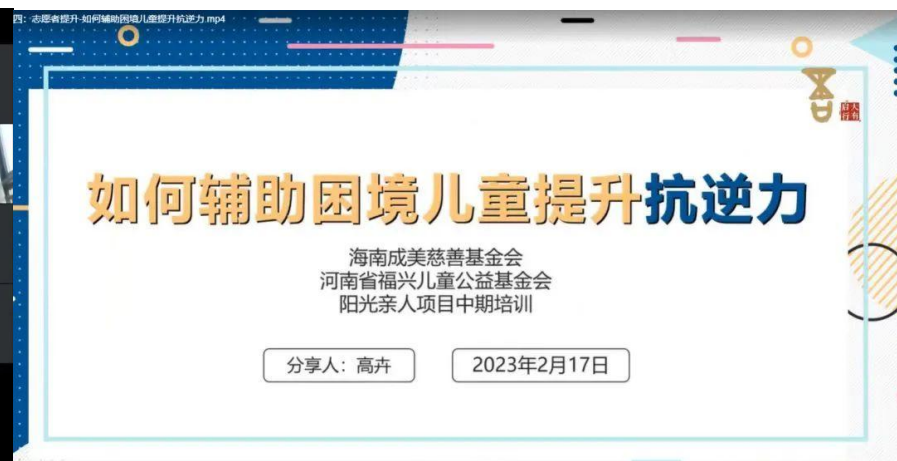 四：志愿者提升-如何辅助困境儿童提升抗逆力.mp4
如何辅助困境儿童提升抗逆力
海南成美慈善基金会
河南省福兴儿童公益基金会
阳光亲人项目中期培训
分享人：高卉
2023年2月17日